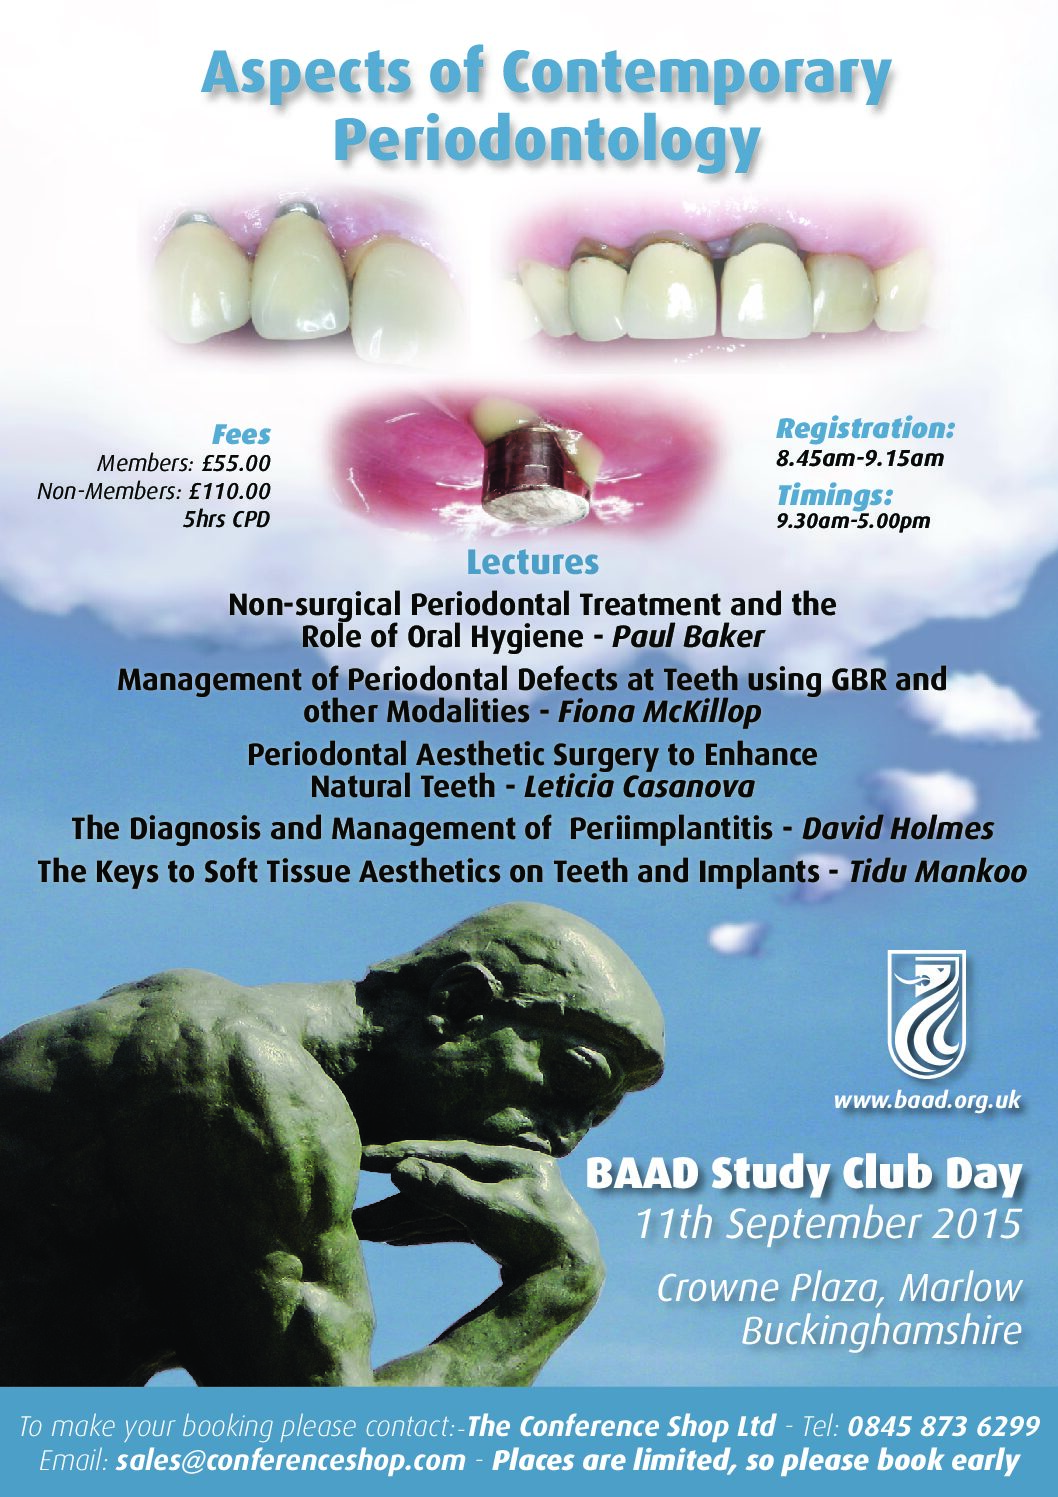 Aspects of Contemporary
Periodontology
Fees
Members: £55.00
Non-Members: £110.00
5hrs CPD
Registration:
8.45am-9.15am
Timings:
9.30am-5.00pm
Lectures
Non-surgical Periodontal Treatment and the
Role of Oral Hygiene - Paul Baker
Management of Periodontal Defects at Teeth using GBR and
other Modalities - Fiona McKillop
Periodontal Aesthetic Surgery to Enhance
Natural Teeth - Leticia Casanova
The Diagnosis and Management of  Periimplantitis - David Holmes
The Keys to Soft Tissue Aesthetics on Teeth and Implants - Tidu Mankoo
www.baad.org.uk
BAAD Study Club Day
11th September 2015
Crowne Plaza, Marlow
Buckinghamshire
To make your booking please contact:-The Conference Shop Ltd - Tel: 0845 873 6299
Email: sales@conferenceshop.com - Places are limited, so please book early